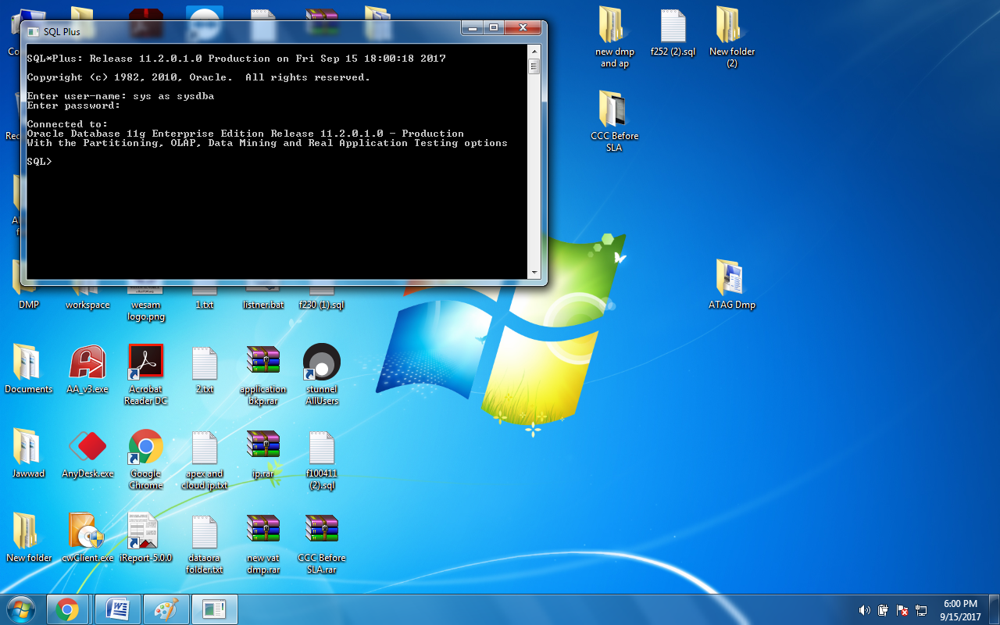 SQL Plus
SQL*Plus: Release 11.2.0.1.0 Production on Fri Sep 15 18:00:18 2017
Copyright (c) 1982, 2010, Oracle.  All rights reserved.
Enter user-name: sys as sysdba
Enter password:
Connected to:
Oracle Database 11g Enterprise Edition Release 11.2.0.1.0 - Production
With the Partitioning, OLAP, Data Mining and Real Application Testing options
SQL>
new dmp
and ap
f252 (2).sql
New folder
(2)
CCC Before
SLA
ATAG Dmp
DMP
workspace
wesam
logo.png
1.txt
listner.bat
f230 (1).sql
Documents
AA_v3.exe
Acrobat
Reader DC
2.txt
application
bkp.rar
stunnel
AllUsers
Jawwad
AnyDesk.exe
Google
Chrome
apex and
cloud ip.txt
ip.rar
f100411
(2).sql
New folder
cwClient.exe
iReport-5.0.0
dataora
folder.txt
new vat
dmp.rar
CCC Before
SLA.rar
6:00 PM
9/15/2017